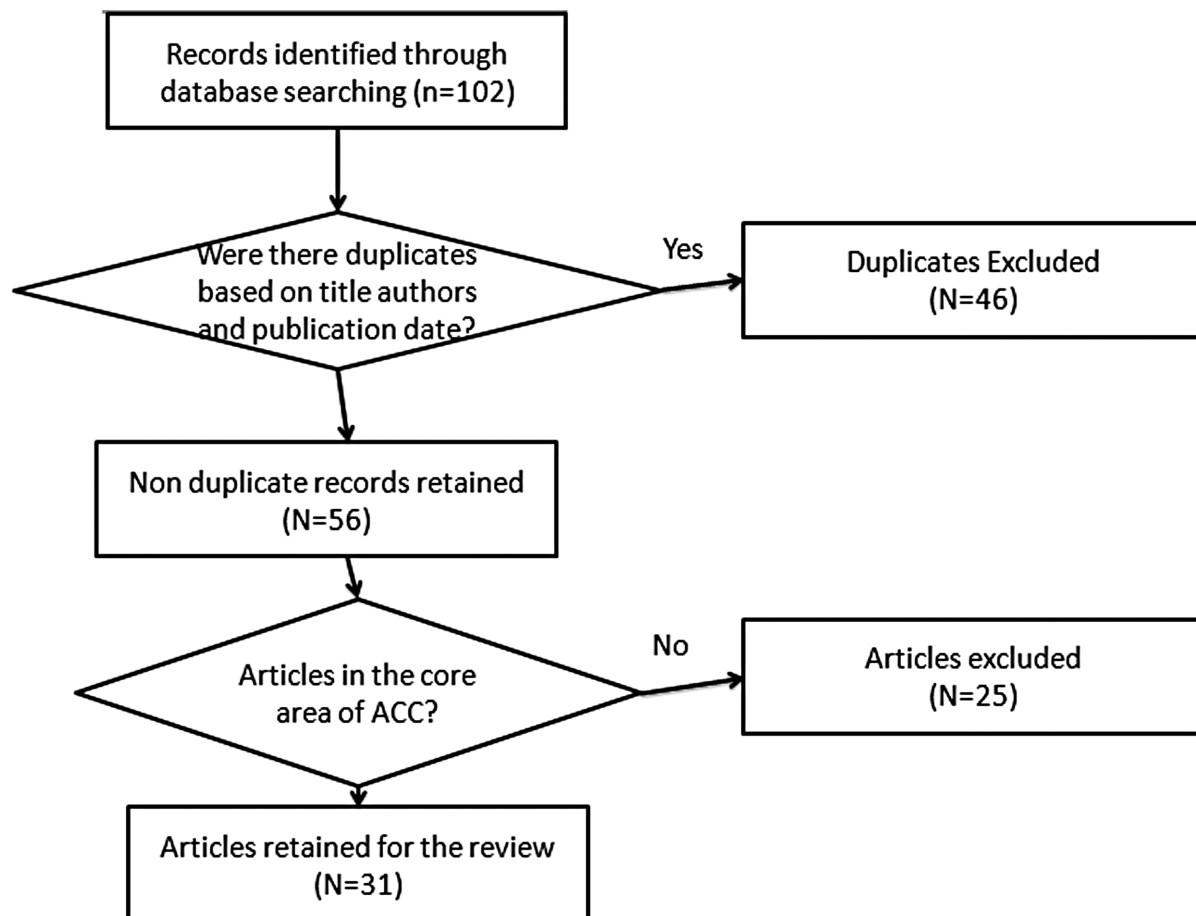 Records identified through
database searching (n=102)
Were there duplicates
based on title authors
and publication date?
Yes
Duplicates Excluded
(N=46)
Non duplicate records retained
(N=56)
Articles in the core
area of ACC?
No
Articles excluded
(N=25)
Articles retained for the review
(N=31)